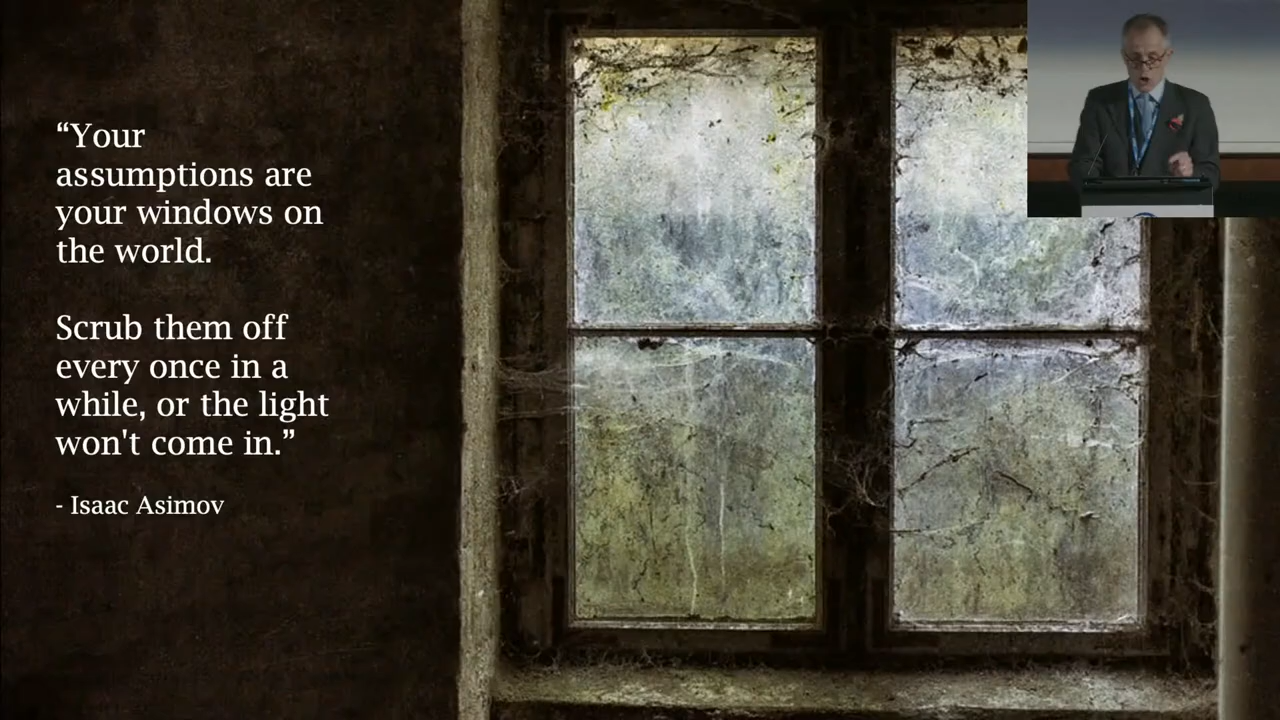 “Your
assumptions are
your windows on
the world.
Scrub them off
every once in a
while, or the light
won't come in.”
- Isaac Asimov